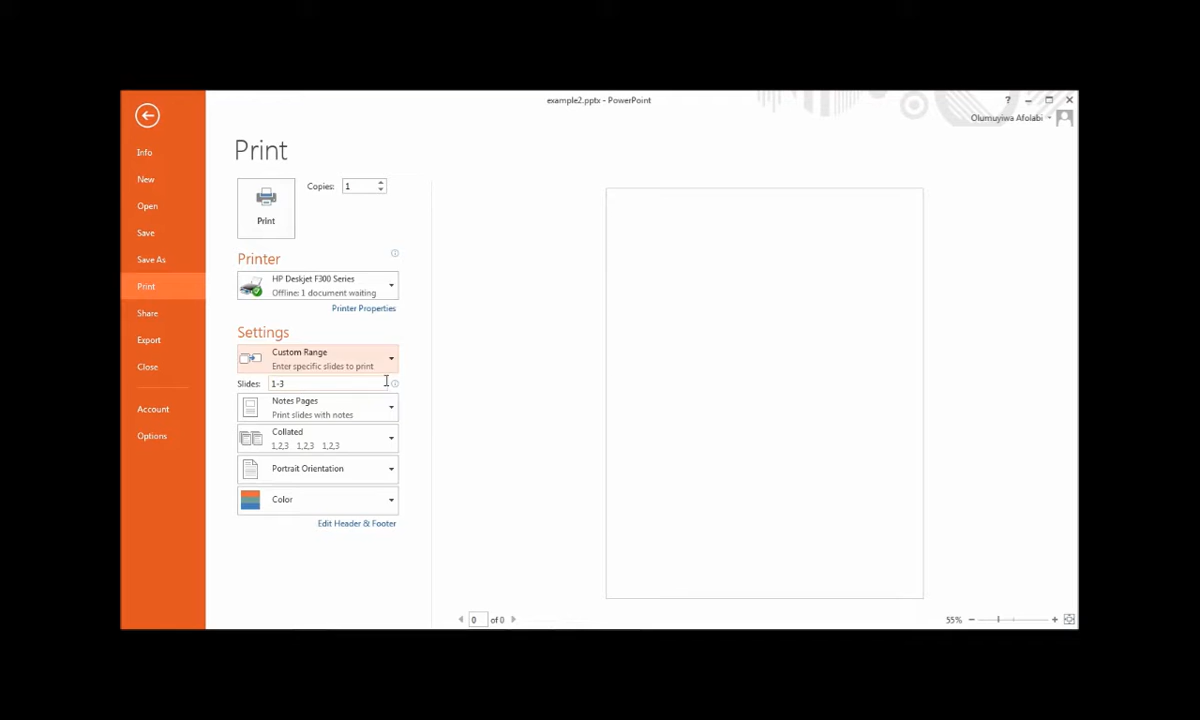 example2.pptx - PowerPoint
?
Olumuyiwa Afolabi
Info
New
Open
Save
Save As
Print
Share
Export
Close
Account
Options
Print
Print
Copies: 1
Printer
HP Deskjet F300 Series
Offline: 1 document waiting
Printer Properties
Settings
Custom Range
Enter specific slides to print
Slides: 1-3
Notes Pages
Print slides with notes
Collated
1,2,3 1,2,3 1,2,3
Portrait Orientation
Color
Edit Header & Footer
0 of 0
55%